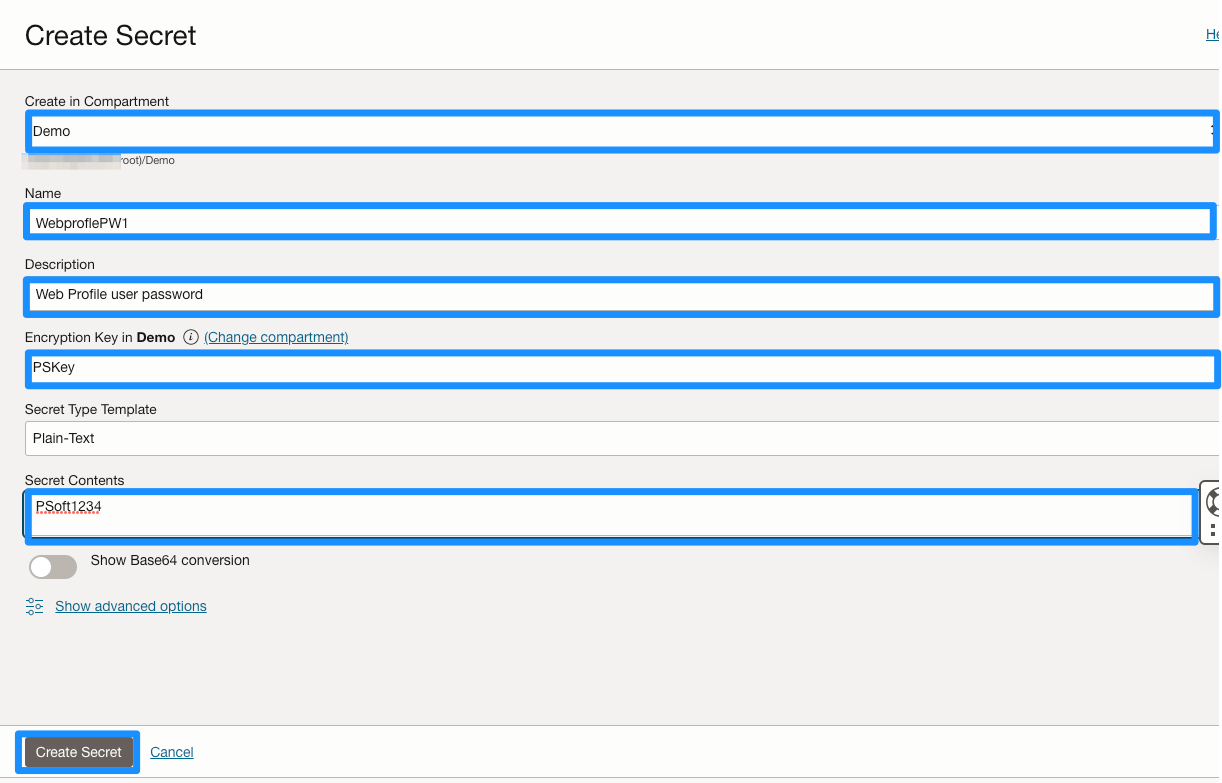 Create Secret
Create in Compartment
Demo
root)/Demo
Name
WebproflePW1
Description
Web Profile user password
Encryption Key in Demo (Change compartment)
PSKey
Secret Type Template
Plain-Text
Secret Contents
PSoft1234
Show Base64 conversion
Show advanced options
Create Secret Cancel